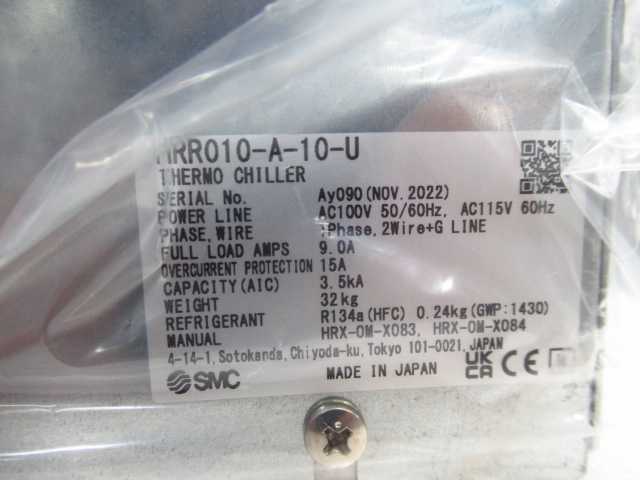 HRR010-A-10-U
THERMO CHILLER
SERIAL No. Ay090(NOV.2022)
POWER LINE AC100V 50/60Hz, AC115V 60Hz
PHASE,WIRE 1Phase,2Wire+G LINE
FULL LOAD AMPS 9.0A
OVERCURRENT PROTECTION 15A
CAPACITY(AIC) 3.5kA
WEIGHT 32kg
REFRIGERANT R134a(HFC) 0.24kg(GWP:1430)
MANUAL HRX-OM-X083, HRX-OM-X084
4-14-1, Sotokanda, Chiyoda-ku, Tokyo 101-0021, JAPAN
SMC MADE IN JAPAN UK CA CE